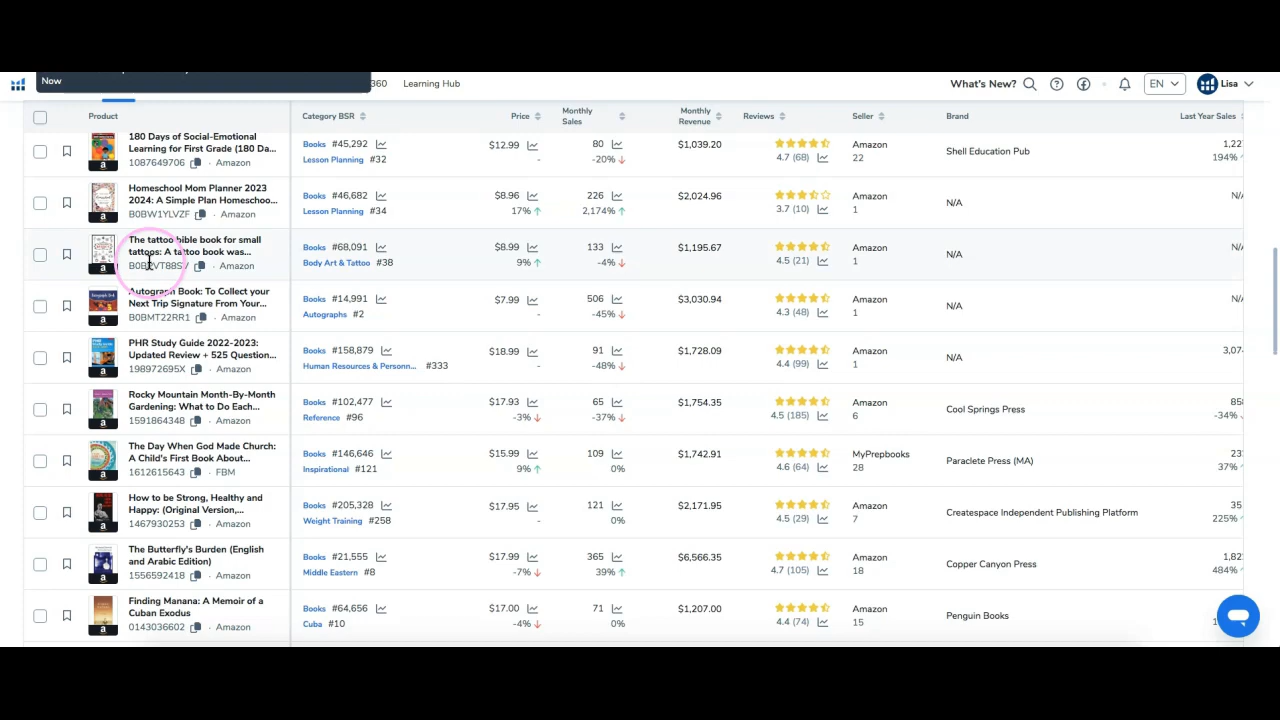 Now
360 Learning Hub What's New? EN Lisa
Product Category BSR Price Monthly Sales Monthly Revenue Reviews Seller Brand Last Year Sales
180 Days of Social-Emotional Books #45,292 $12.99 80 $1,039.20 Amazon 1,22
Learning for First Grade (180 Da... Lesson Planning #32 - -20% 4.7 (68) 22 Shell Education Pub 194%
1087649706 · Amazon
Homeschool Mom Planner 2023 Books #46,682 $8.96 226 $2,024.96 Amazon N/A
2024: A Simple Plan Homeschoo... Lesson Planning #34 17% 2,174% 3.7 (10) 1 N/A
B0BW1YLVZF · Amazon
The tattoo bible book for small Books #68,091 $8.99 133 $1,195.67 Amazon N/A
tattoos: A tattoo book was... Body Art & Tattoo #38 9% -4% 4.5 (21) 1 N/A
Amazon
Autograph Book: To Collect your Books #14,991 $7.99 506 $3,030.94 Amazon N/A
Next Trip Signature From Your... Autographs #2 - -45% 4.3 (48) 1 N/A
B0BMT22RR1 · Amazon
PHR Study Guide 2022-2023: Books #158,879 $18.99 91 $1,728.09 Amazon 3,07
Updated Review + 525 Question... Human Resources & Personn... #333 - -48% 4.4 (99) 1 N/A
198972695X · Amazon
Rocky Mountain Month-By-Month Books #102,477 $17.93 65 $1,754.35 Amazon 85
Gardening: What to Do Each... Reference #96 -3% -37% 4.5 (185) 6 Cool Springs Press -34%
1591864348 · Amazon
The Day When God Made Church: Books #146,646 $15.99 109 $1,742.91 MyPrepbooks 23
A Child's First Book About... Inspirational #121 9% 0% 4.6 (64) 28 Paraclete Press (MA) 37%
1612615643 · FBM
How to be Strong, Healthy and Books #205,328 $17.95 121 $2,171.95 Amazon 35
Happy: (Original Version,... Weight Training #258 - 0% 4.5 (29) 7 Createspace Independent Publishing Platform 225%
1467930253 · Amazon
The Butterfly's Burden (English Books #21,555 $17.99 365 $6,566.35 Amazon 1,82
and Arabic Edition) Middle Eastern #8 -7% 39% 4.7 (105) 18 Copper Canyon Press 484%
1556592418 · Amazon
Finding Manana: A Memoir of a Books #64,656 $17.00 71 $1,207.00 Amazon
Cuban Exodus Cuba #10 -4% 0% 4.4 (74) 15 Penguin Books
0143036602 · Amazon